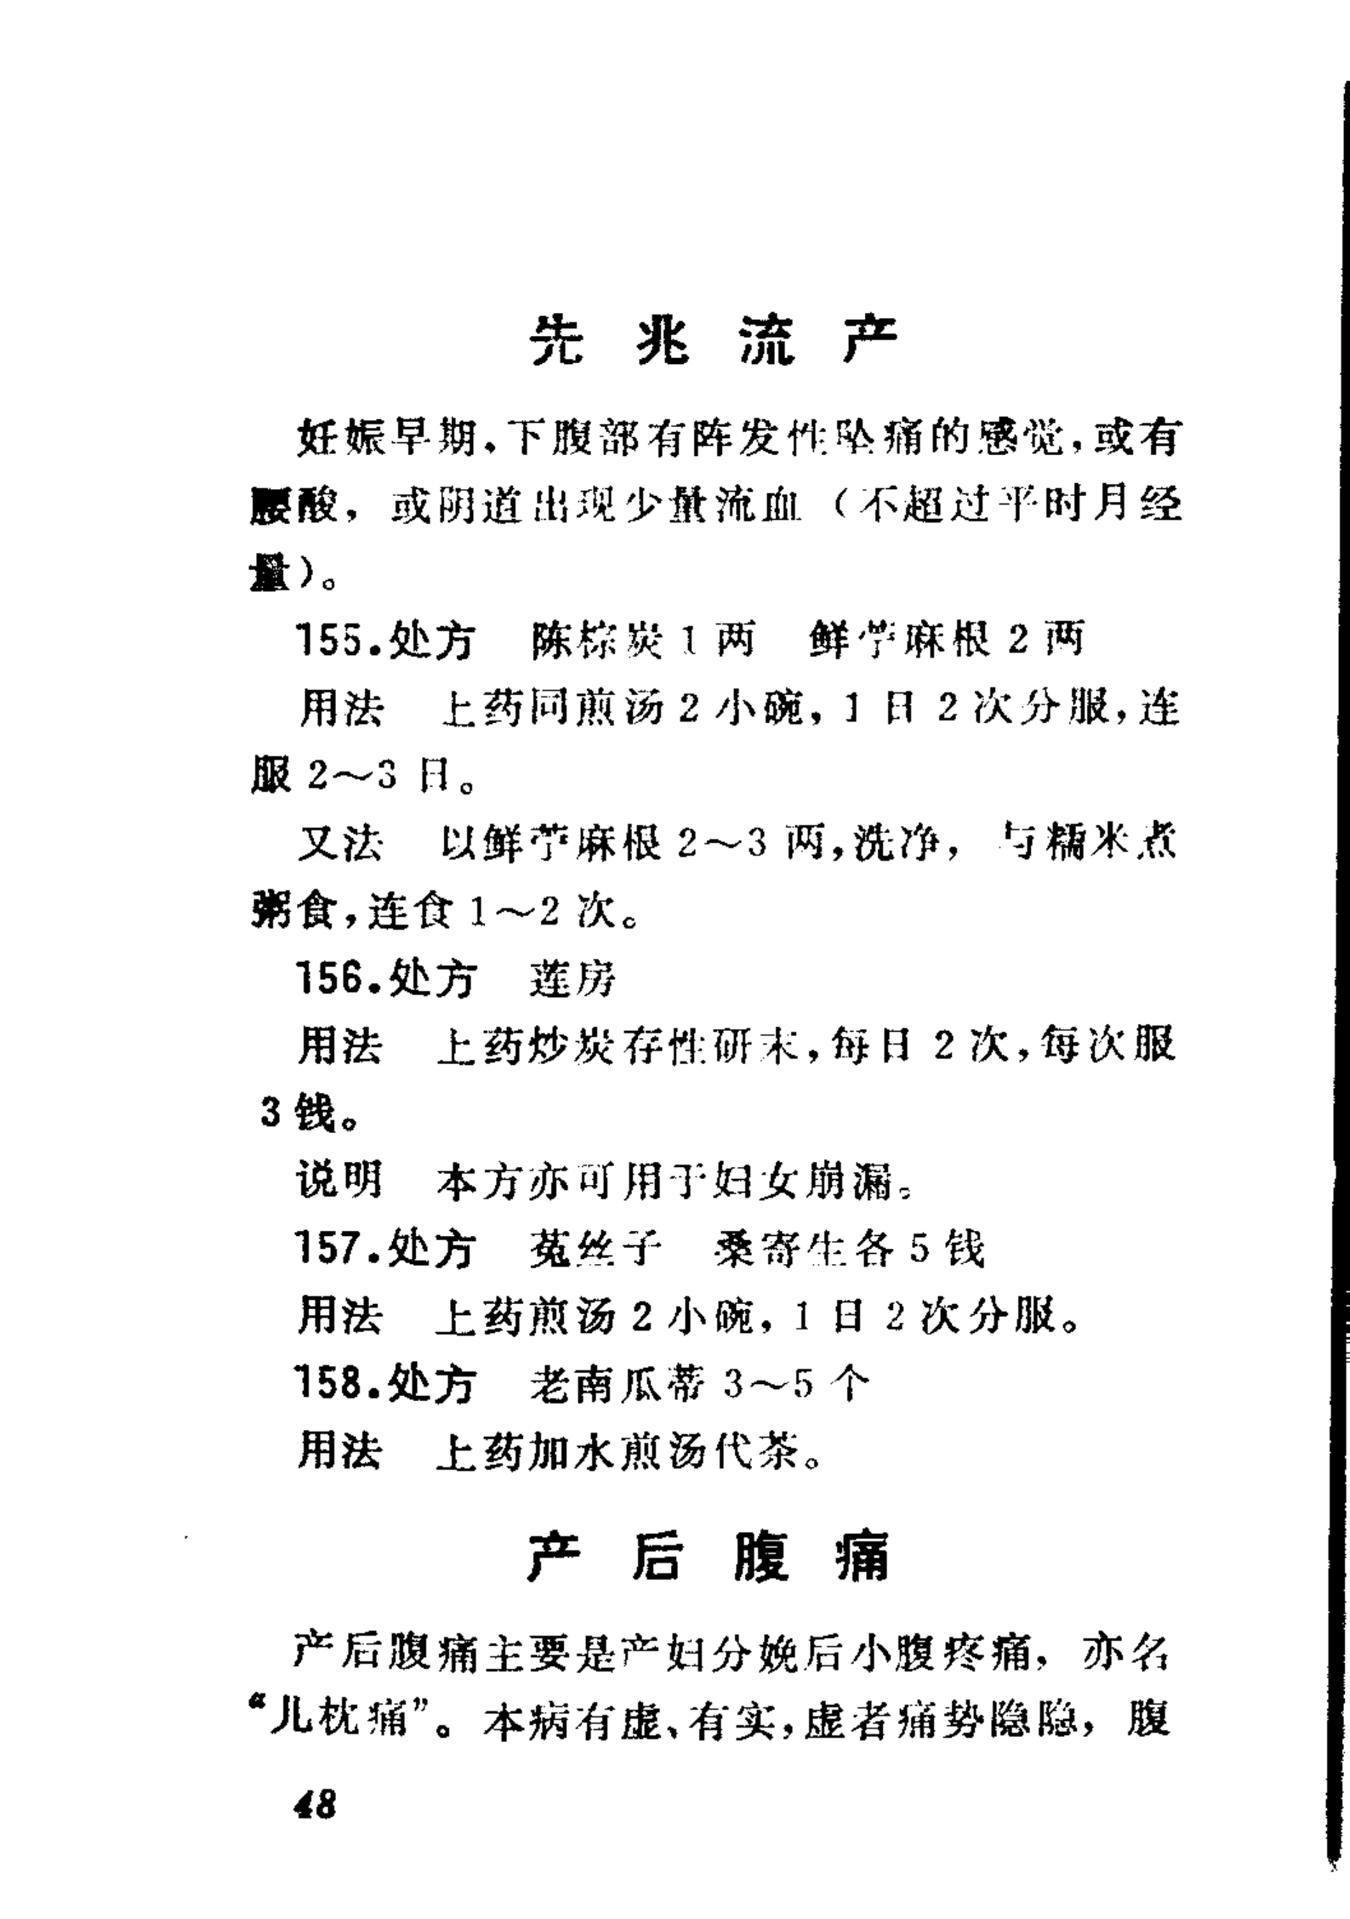 先兆流产
妊娠早期，下腹部有阵发性坠痛的感觉，或有
腰酸，或阴道出现少量流血（不超过平时月经
量）。
155.处方　陈棕炭1两　鲜苎麻根2两
用法　上药同煎汤2小碗，1日2次分服，连
服2～3日。
又法　以鲜苎麻根2～3两，洗净，与糯米煮
粥食，连食1～2次。
156.处方　莲房
用法　上药炒炭存性研末，每日2次，每次服
3钱。
说明　本方亦可用于妇女崩漏。
157.处方　菟丝子　桑寄生各5钱
用法　上药煎汤2小碗，1日2次分服。
158.处方　老南瓜蒂3～5个
用法　上药加水煎汤代茶。
产后腹痛
产后腹痛主要是产妇分娩后小腹疼痛，亦名
“儿枕痛”。本病有虚、有实，虚者痛势隐隐，腹
48